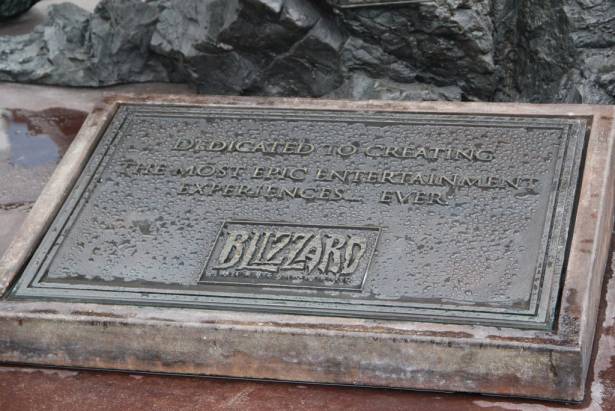 DEDICATED TO CREATING
THE MOST EPIC ENTERTAINMENT
EXPERIENCES... EVER.
BLIZZARD